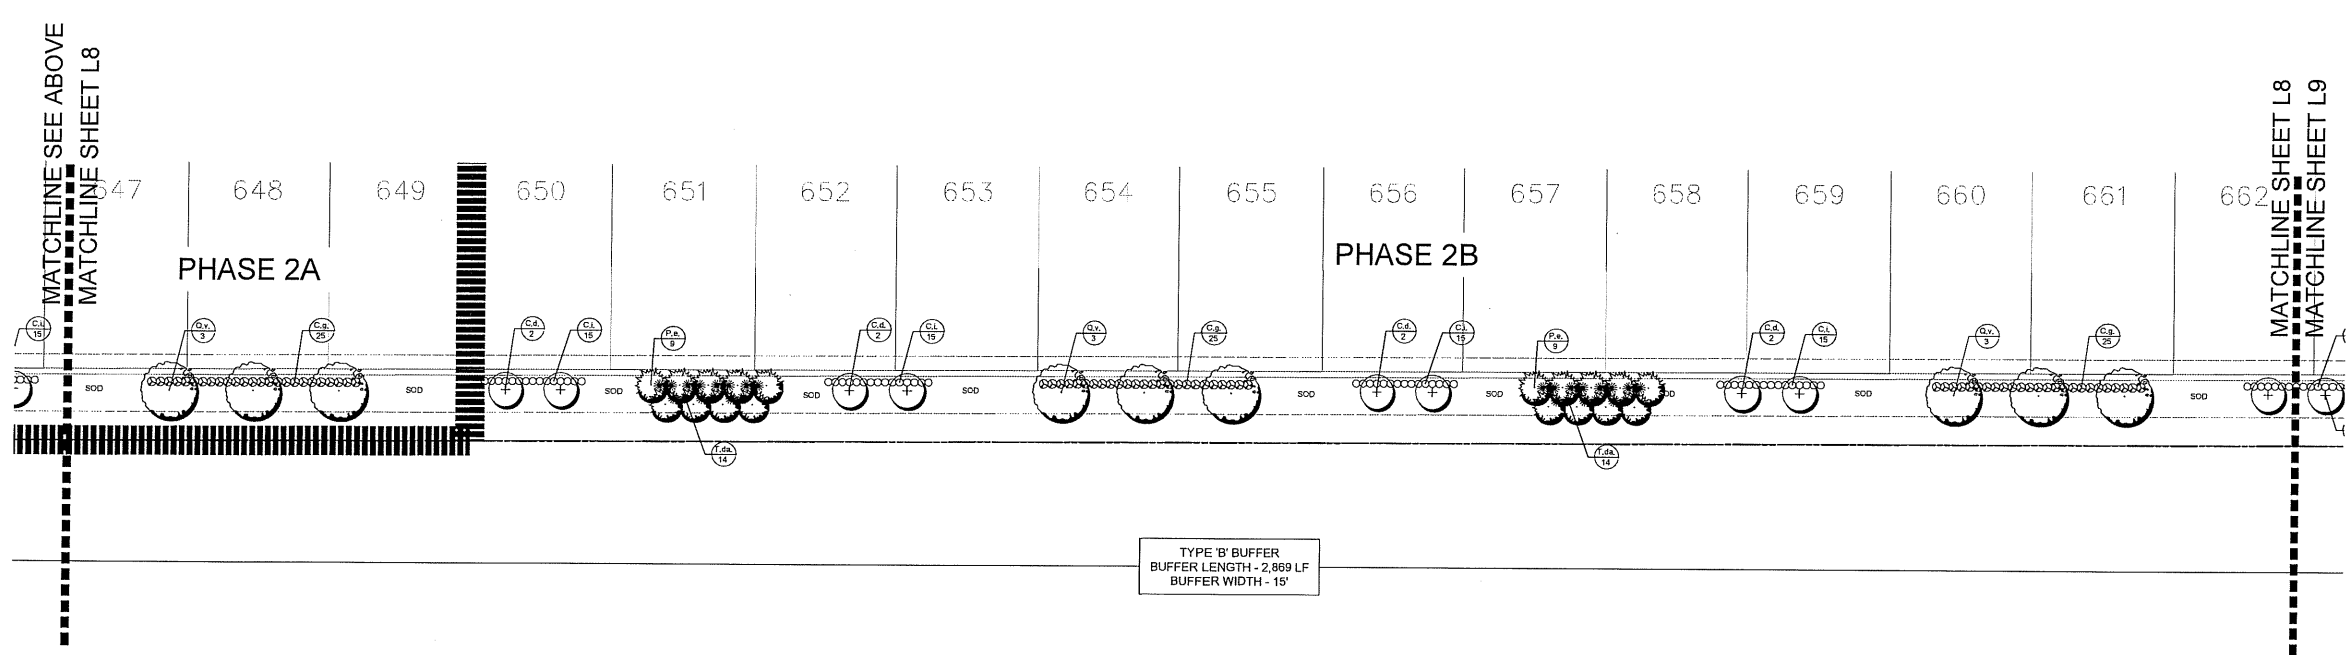 MATCHLINE SEE ABOVE
MATCHLINE SHEET L8
647
648
649
650
651
652
653
654
655
656
657
658
659
660
661
662
MATCHLINE SHEET L8
MATCHLINE SHEET L9
PHASE 2A
PHASE 2B
C.i.
15
Q.v.
3
C.g.
25
C.d.
2
C.i.
15
P.e.
9
C.d.
2
C.i.
15
Q.v.
3
C.g.
25
C.d.
2
C.i.
15
P.e.
9
C.d.
2
C.i.
15
Q.v.
3
C.g.
25
SOD
SOD
SOD
SOD
SOD
SOD
SOD
SOD
SOD
SOD
T.da.
14
T.da.
14
TYPE 'B' BUFFER
BUFFER LENGTH - 2,869 LF
BUFFER WIDTH - 15'